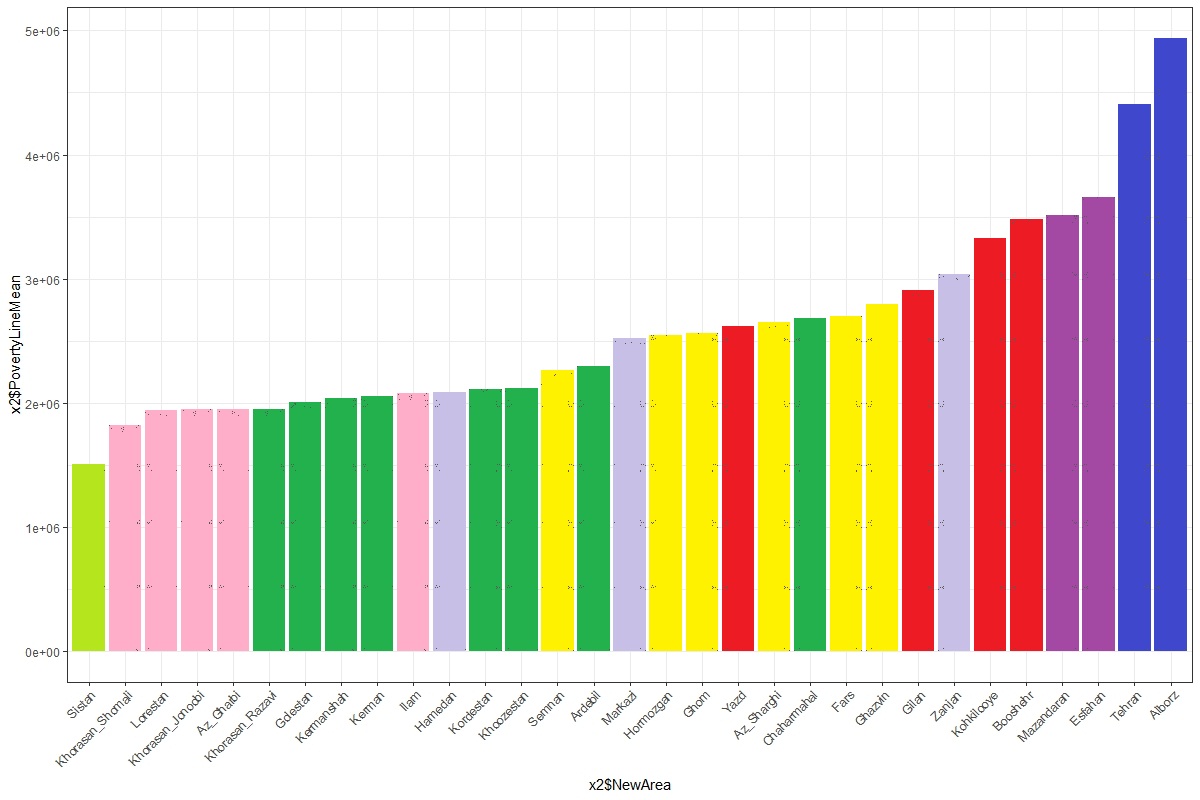 x2$PovertyLineMean
5e+06
4e+06
3e+06
2e+06
1e+06
0e+00
Sistan
Khorasan_Shomali
Lorestan
Khorasan_Jonoobi
Az_Gharbi
Khorasan_Razavi
Golestan
Kermanshah
Kerman
Ilam
Hamedan
Kordestan
Khoozestan
Semnan
Ardebil
Markazi
Hormozgan
Ghom
Yazd
Az_Sharghi
Chaharmahal
Fars
Ghazvin
Gilan
Zanjan
Kohkilooye
Booshehr
Mazandaran
Esfahan
Tehran
Alborz
x2$NewArea